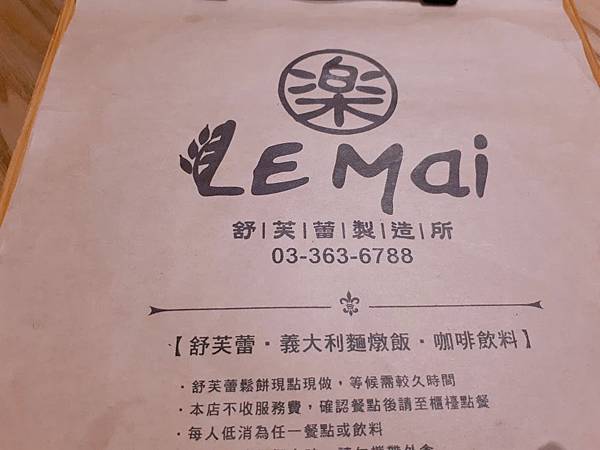 楽
LE Mai
舒|芙|蕾|製|造|所
03-363-6788
【舒芙蕾・義大利麵燉飯・咖啡飲料】
・舒芙蕾鬆餅現點現做，等候需較久時間
・本店不收服務費，確認餐點後請至櫃檯點餐
・每人低消為任一餐點或飲料